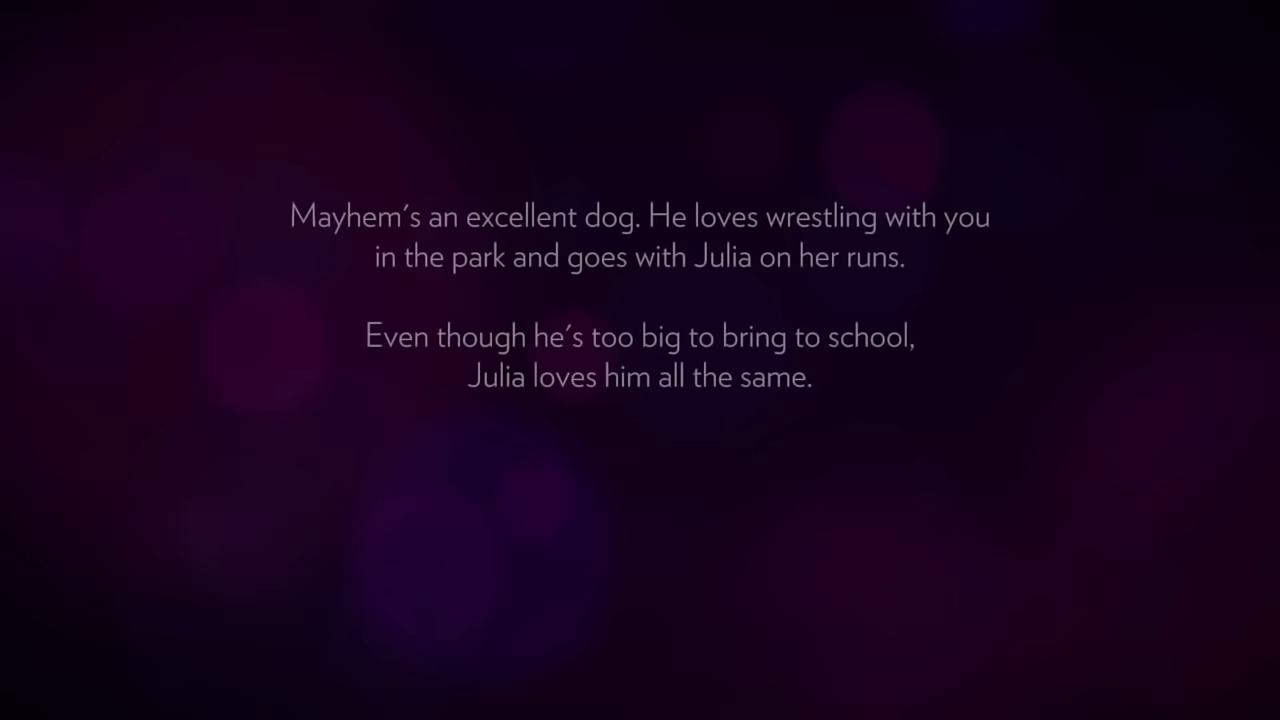 Mayhem's an excellent dog. He loves wrestling with you
in the park and goes with Julia on her runs.
Even though he's too big to bring to school,
Julia loves him all the same.